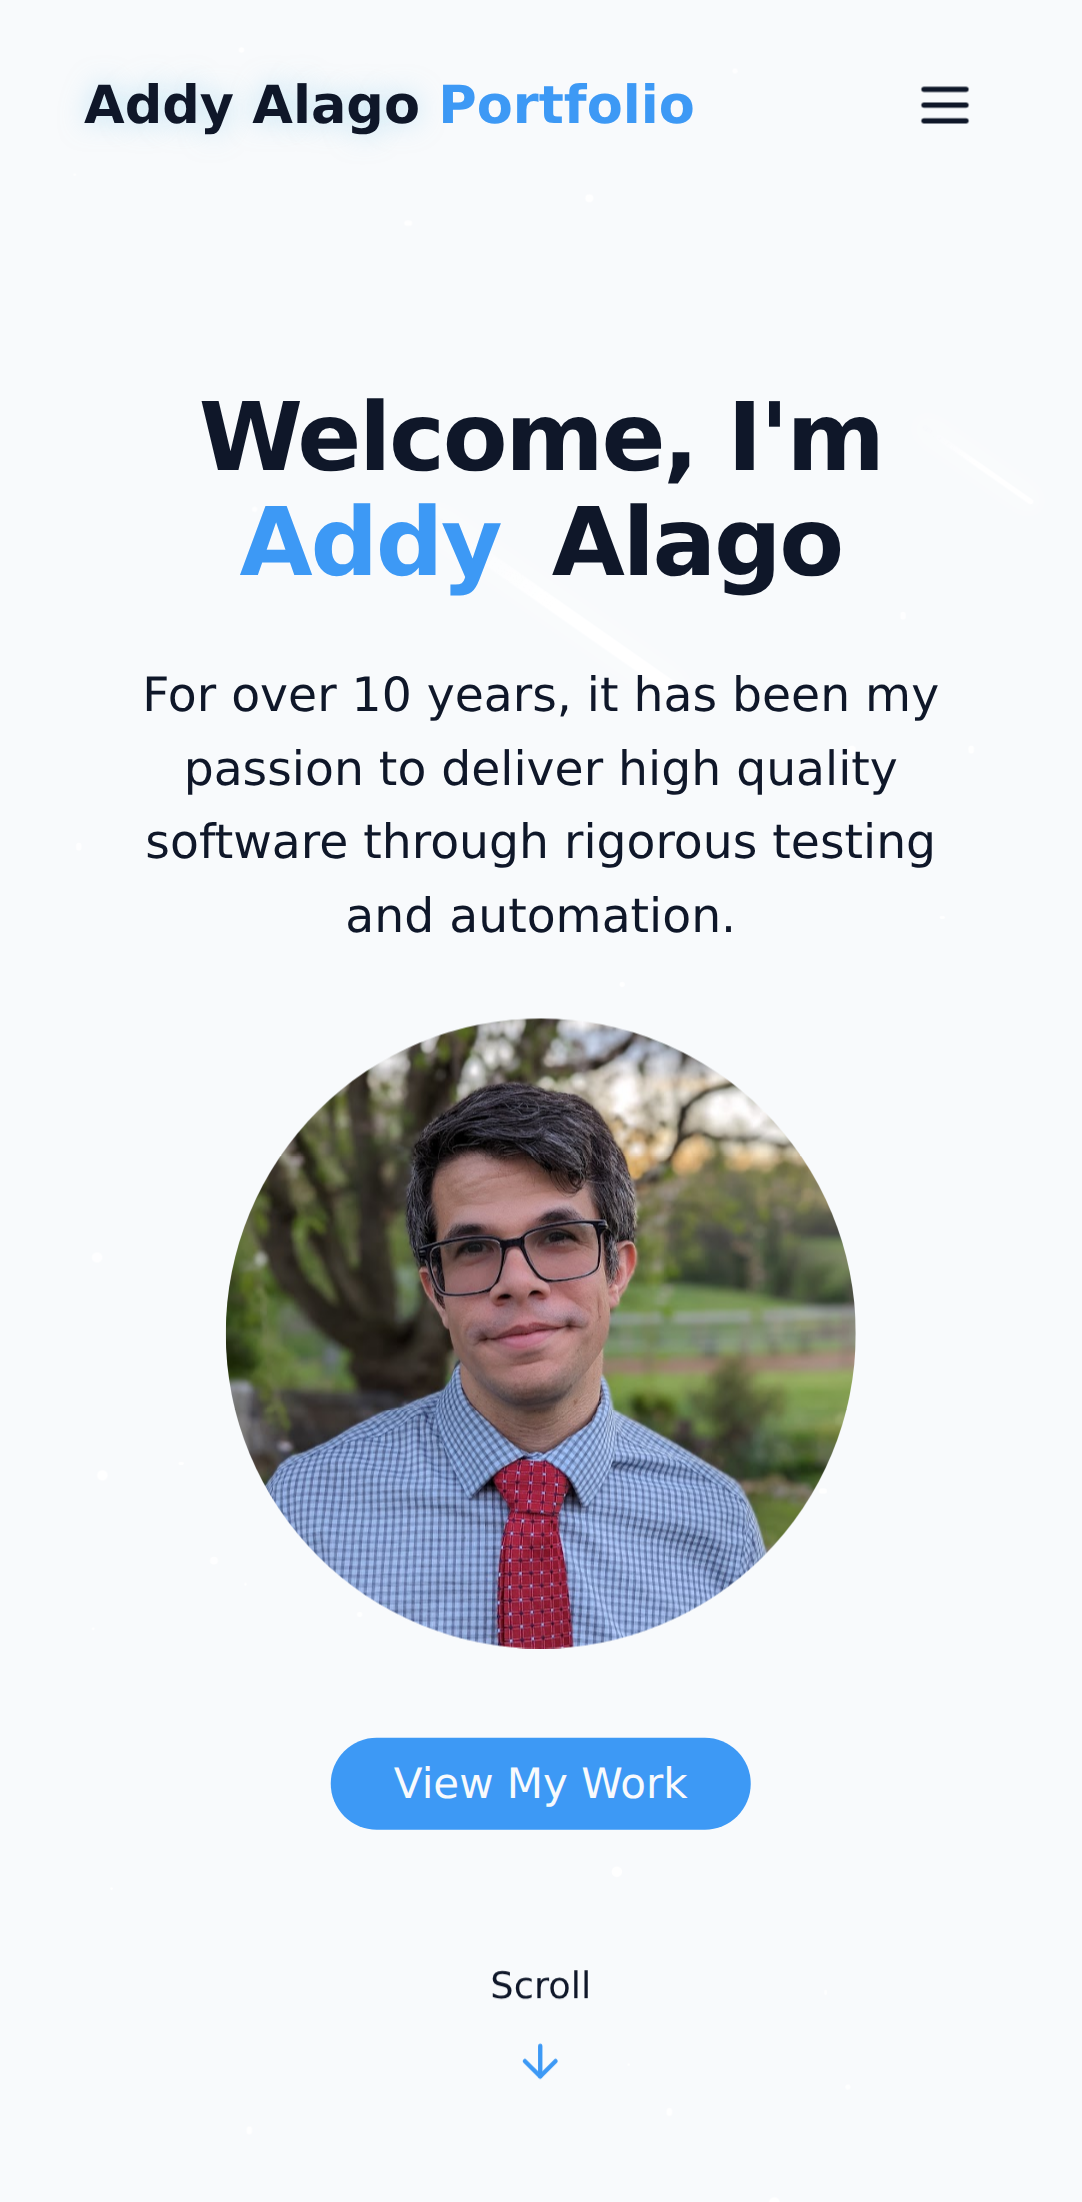 Addy Alago Portfolio
Welcome, I'm
Addy Alago
For over 10 years, it has been my
passion to deliver high quality
software through rigorous testing
and automation.
View My Work
Scroll